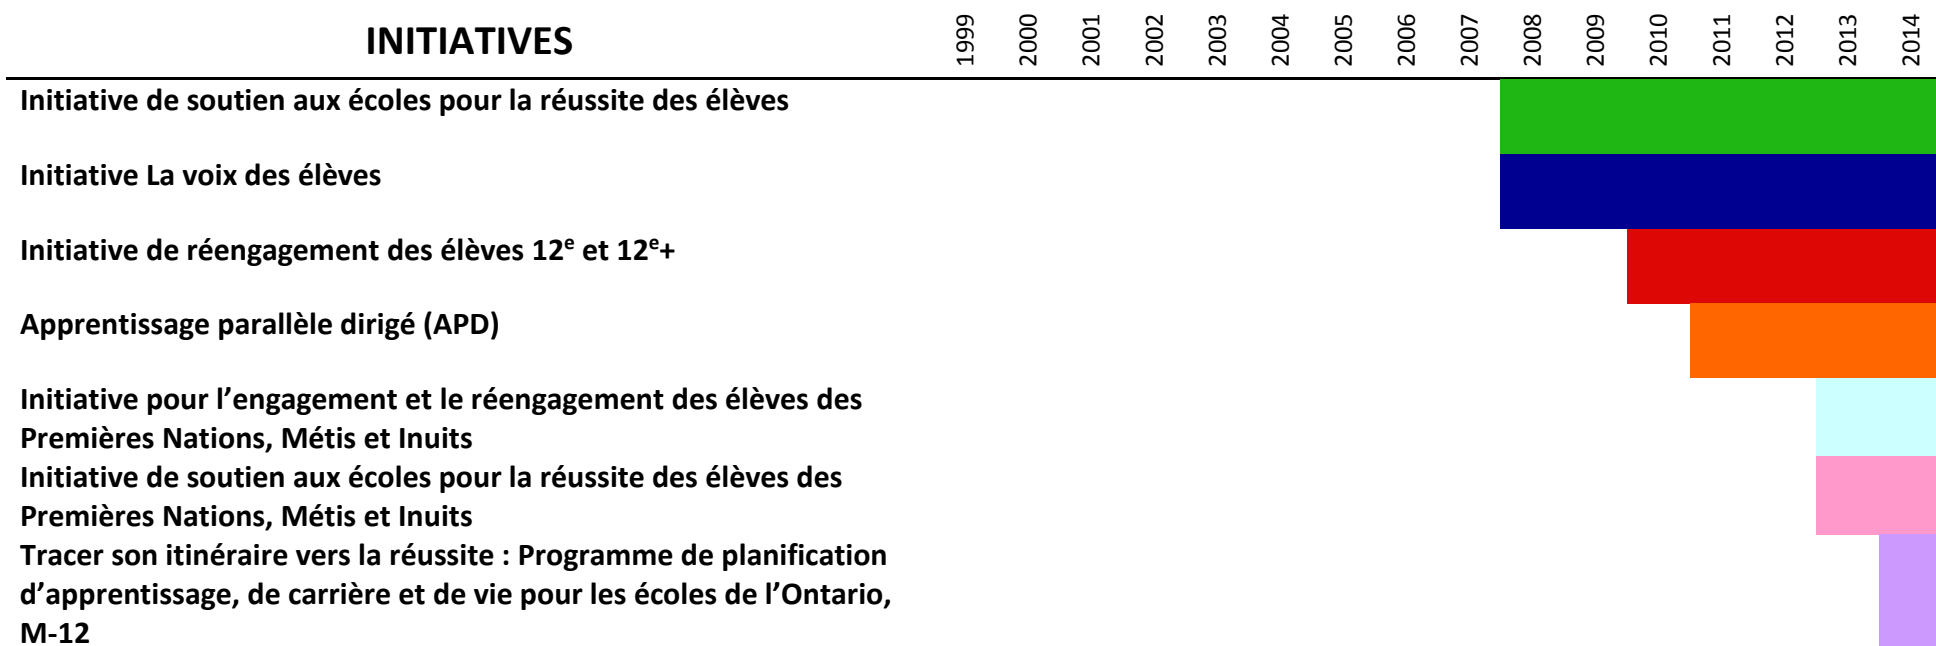 INITIATIVES 1999 2000 2001 2002 2003 2004 2005 2006 2007 2008 2009 2010 2011 2012 2013 2014
Initiative de soutien aux écoles pour la réussite des élèves
Initiative La voix des élèves
Initiative de réengagement des élèves 12ᵉ et 12ᵉ+
Apprentissage parallèle dirigé (APD)
Initiative pour l’engagement et le réengagement des élèves des
Premières Nations, Métis et Inuits
Initiative de soutien aux écoles pour la réussite des élèves des
Premières Nations, Métis et Inuits
Tracer son itinéraire vers la réussite : Programme de planification
d’apprentissage, de carrière et de vie pour les écoles de l’Ontario,
M-12